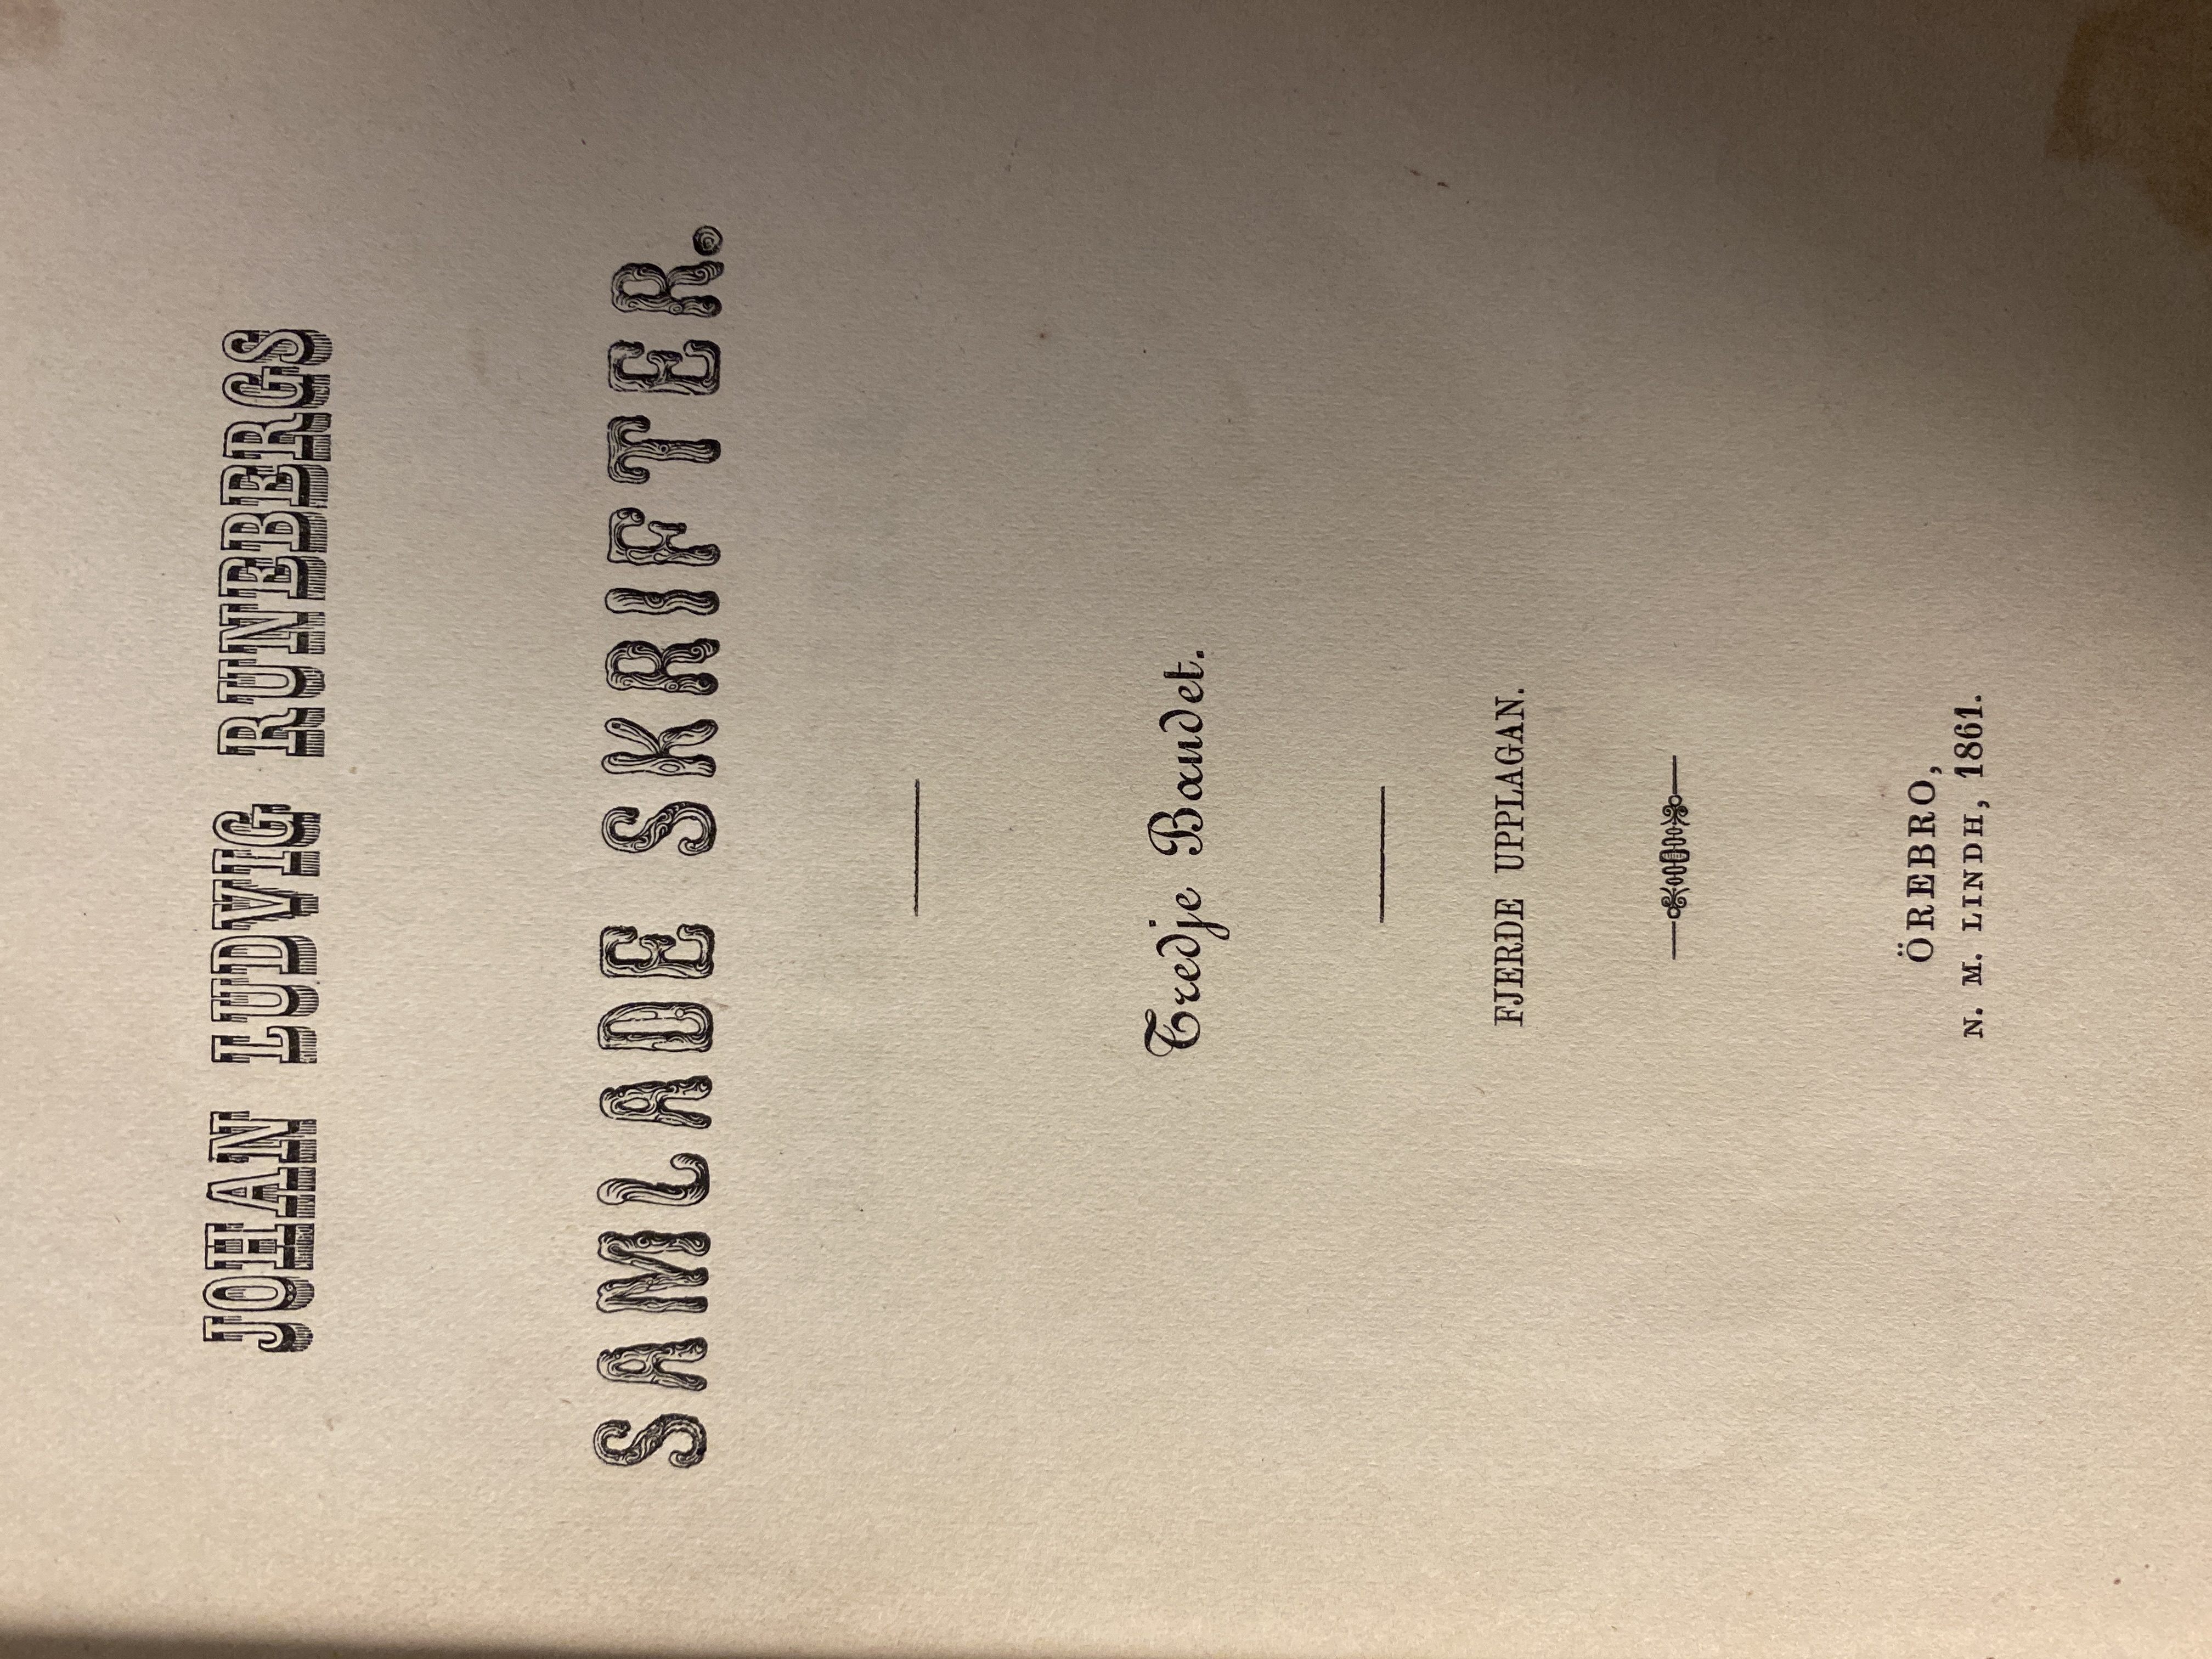 JOHAN LUDVIG RUNEBERGS
SAMLADE SKRIFTER.
Tredje Bandet.
FJERDE UPPLAGAN.
ÖREBRO,
N. M. LINDH, 1861.